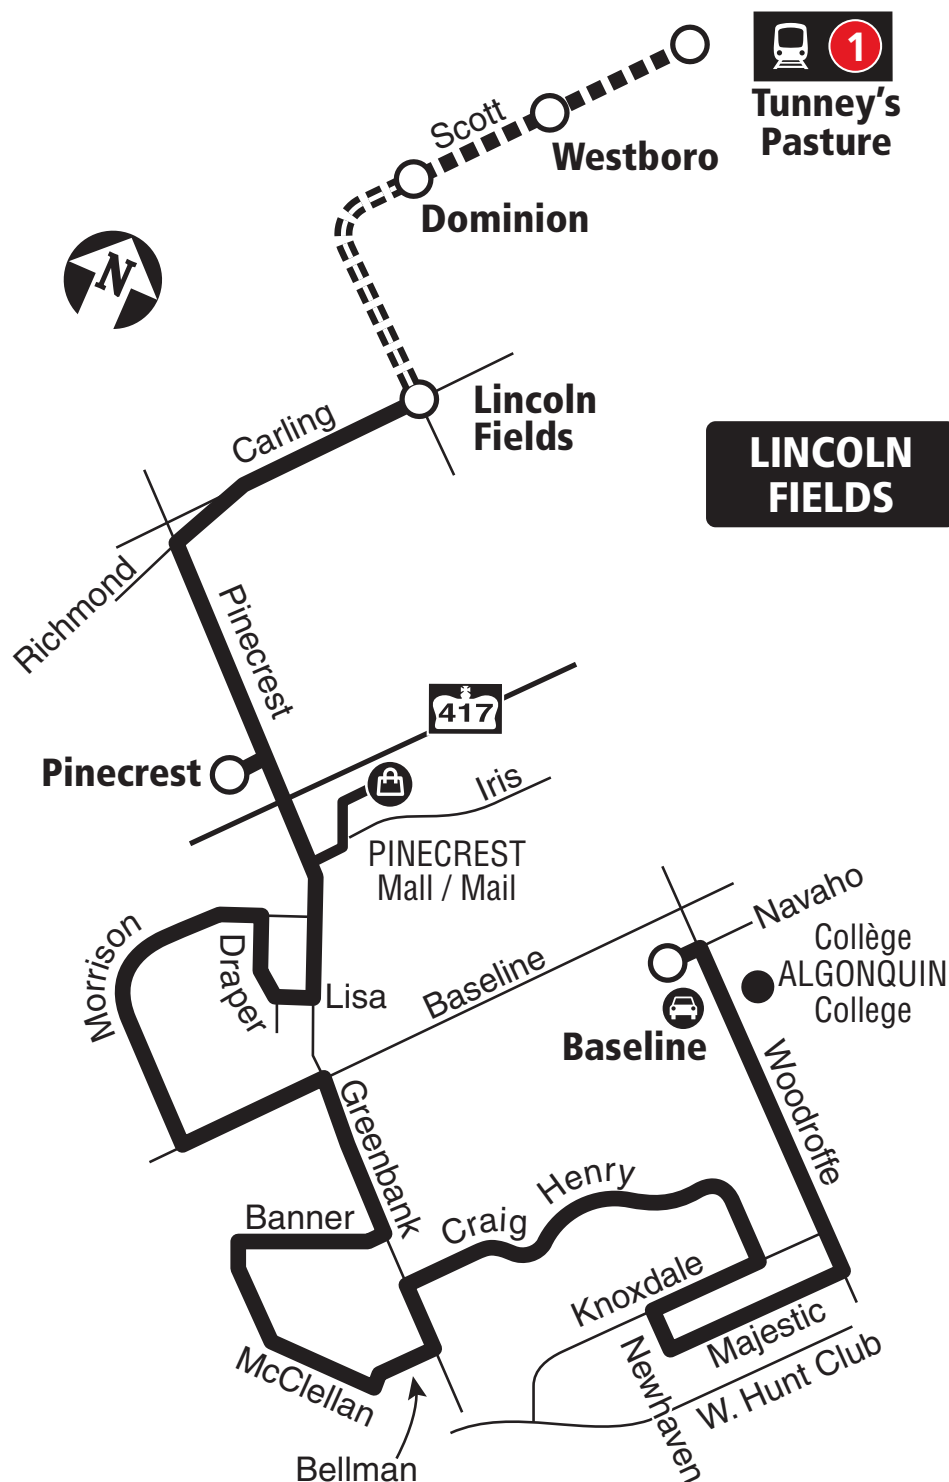 1
Tunney's
Pasture
Scott
Westboro
Dominion
N
Lincoln
Fields
Carling
LINCOLN
FIELDS
Richmond
Pinecrest
417
Pinecrest
Iris
PINECREST
Mall / Mail
Navaho
Morrison
Draper
Lisa
Baseline
Collège
ALGONQUIN
College
Baseline
Woodroffe
Greenbank
Banner
Craig
Henry
Knoxdale
Majestic
McClellan
Newhaven
W. Hunt Club
Bellman